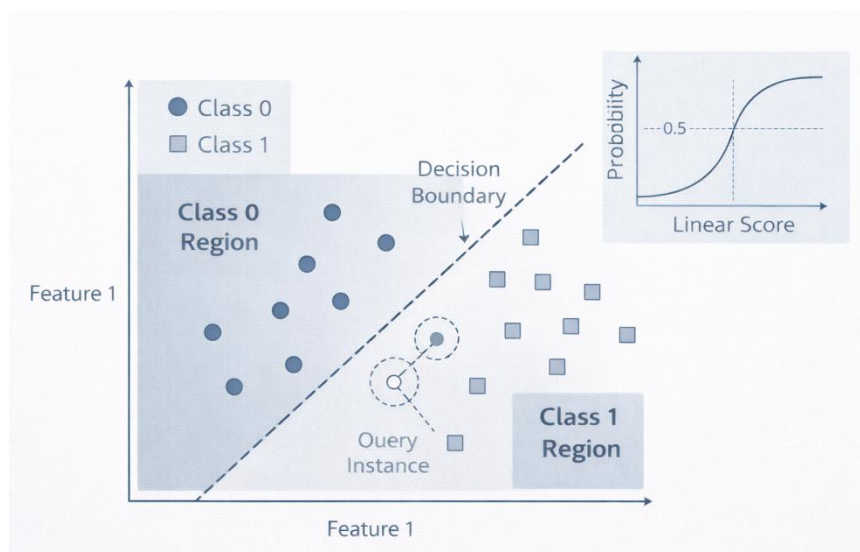 Class 0
Class 1
Class 0
Region
Decision
Boundary
Feature 1
Ouery
Instance
Class 1
Region
Feature 1
Probobiity
0.5
Linear Score